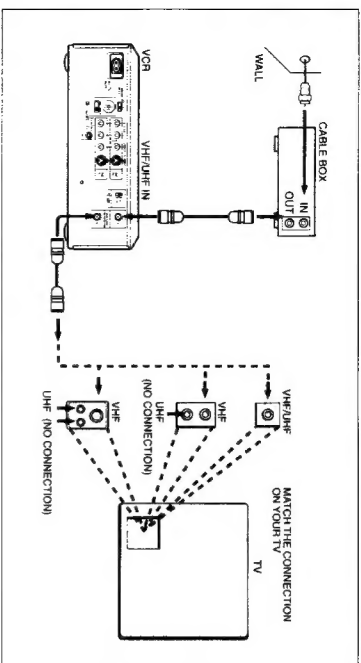 WALL
CABLE BOX
IN
OUT
VCR
VHF/UHF IN
VHF/UHF
VHF
UHF
(NO CONNECTION)
VHF
UHF (NO CONNECTION)
MATCH THE CONNECTION
ON YOUR TV
TV